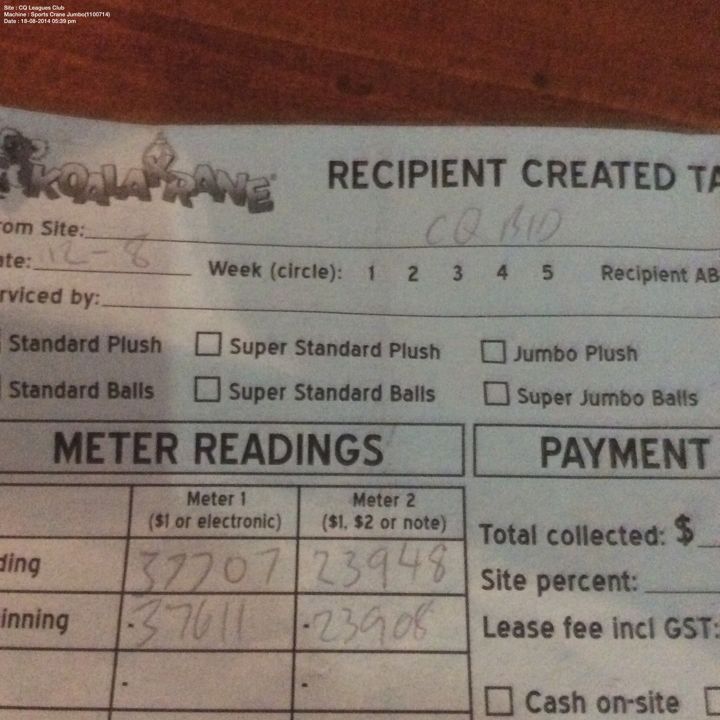 Site : CQ Leagues Club
Machine : Sports Crane Jumbo(1100714)
Date : 18-08-2014 05:39 pm
KOALA KRANE
RECIPIENT CREATED TA
om Site: CQ
ate: 12-8 Week (circle): 1 2 3 4 5 Recipient AB
rviced by:
Standard Plush Super Standard Plush Jumbo Plush
Standard Balls Super Standard Balls Super Jumbo Balls
METER READINGS PAYMENT
Meter 1 Meter 2
($1 or electronic) ($1, $2 or note)
Total collected: $
ding 37707 23948
Site percent:
inning -37611 -23908
Lease fee incl GST:
- -
Cash on-site